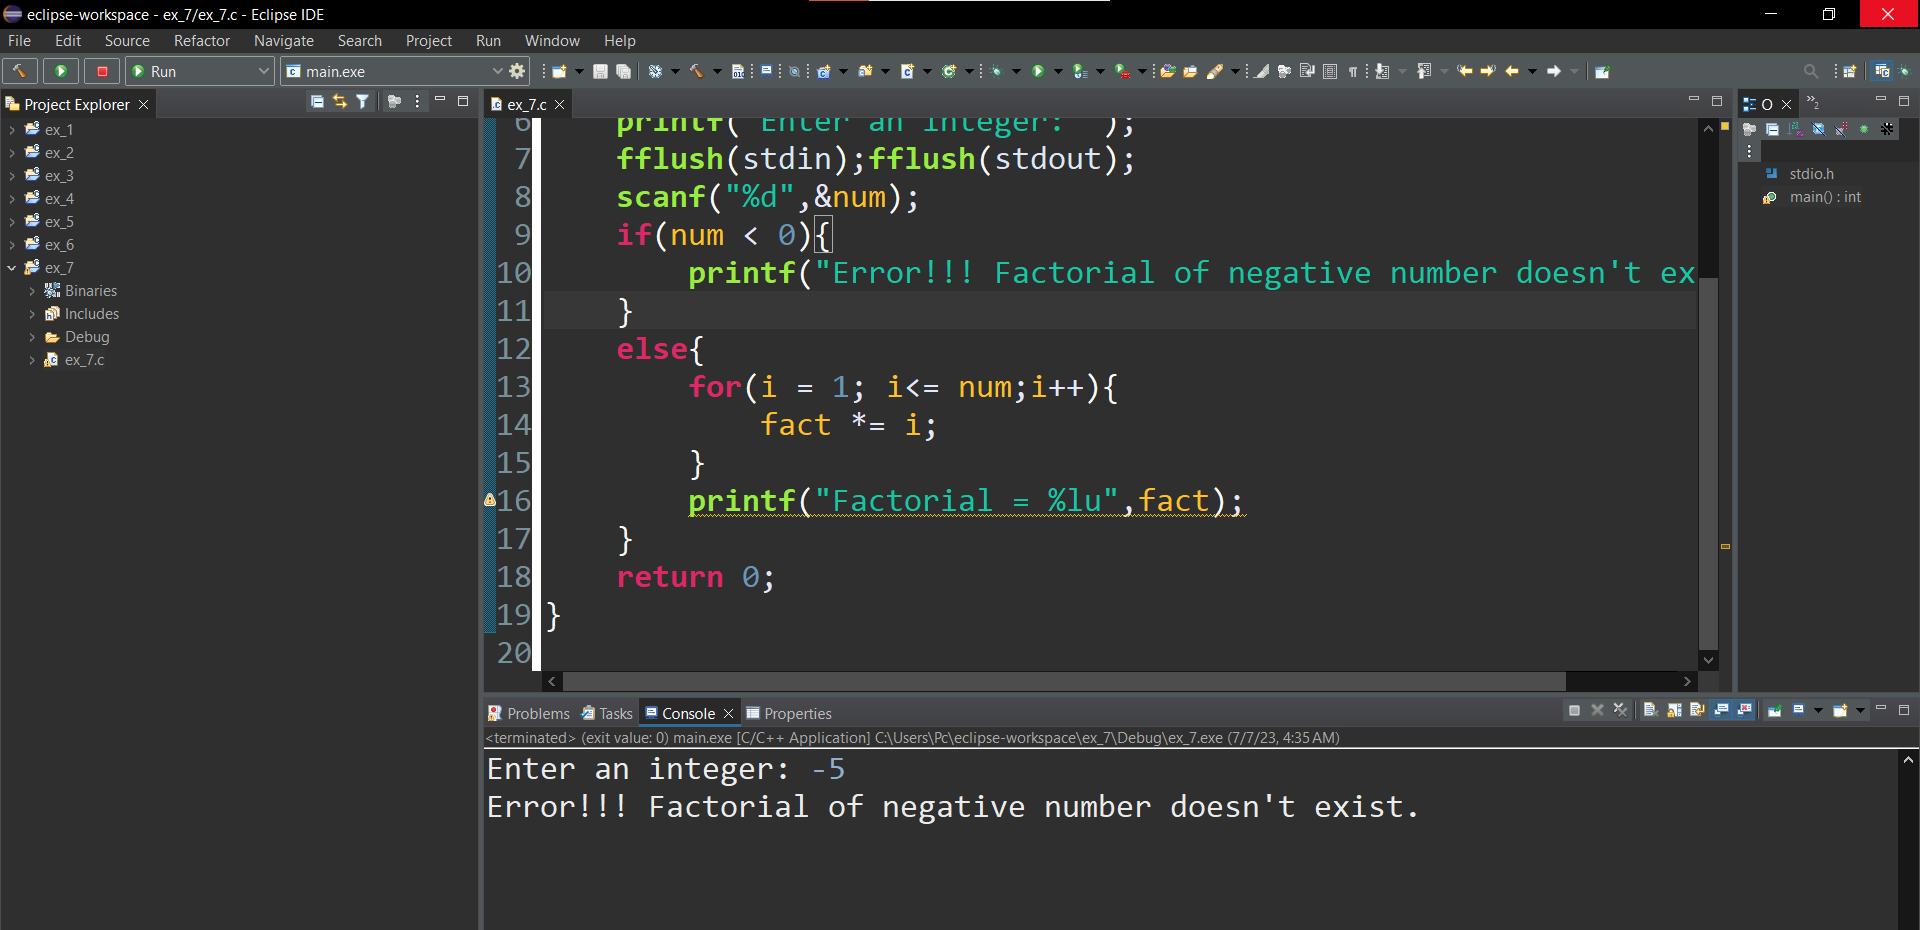 eclipse-workspace - ex_7/ex_7.c - Eclipse IDE
File Edit Source Refactor Navigate Search Project Run Window Help
Run main.exe
Project Explorer
ex_1
ex_2
ex_3
ex_4
ex_5
ex_6
ex_7
Binaries
Includes
Debug
ex_7.c
ex_7.c
6 printf("Enter an integer: ");
7 fflush(stdin);fflush(stdout);
8 scanf("%d",&num);
9 if(num < 0){
10 printf("Error!!! Factorial of negative number doesn't ex
11 }
12 else{
13 for(i = 1; i<= num;i++){
14 fact *= i;
15 }
16 printf("Factorial = %lu",fact);
17 }
18 return 0;
19 }
20
O »2
stdio.h
main() : int
Problems Tasks Console Properties
<terminated> (exit value: 0) main.exe [C/C++ Application] C:\Users\Pc\eclipse-workspace\ex_7\Debug\ex_7.exe (7/7/23, 4:35 AM)
Enter an integer: -5
Error!!! Factorial of negative number doesn't exist.